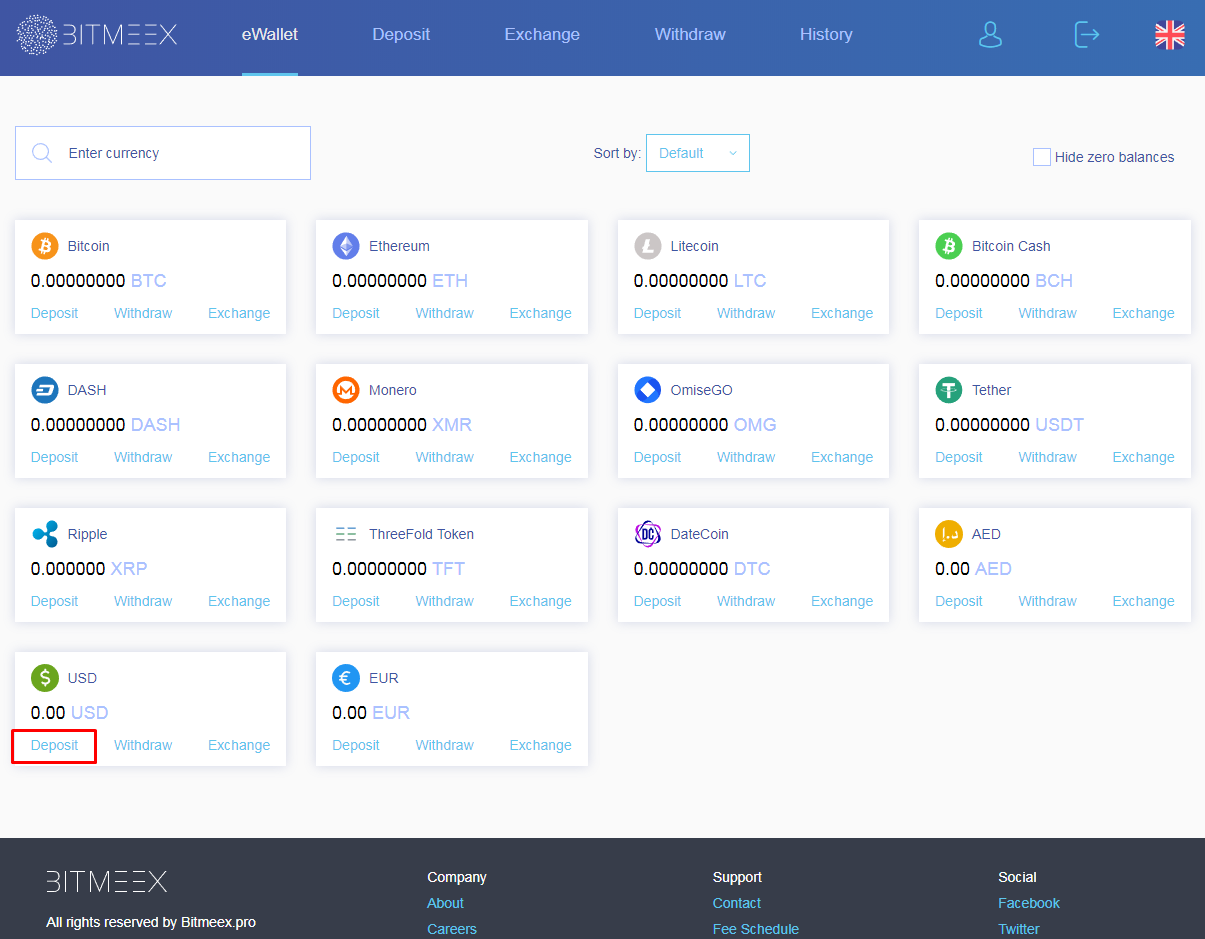 BITMEEX eWallet Deposit Exchange Withdraw History
Enter currency Sort by: Default Hide zero balances
Bitcoin Ethereum Litecoin Bitcoin Cash
0.00000000 BTC 0.00000000 ETH 0.00000000 LTC 0.00000000 BCH
Deposit Withdraw Exchange Deposit Withdraw Exchange Deposit Withdraw Exchange Deposit Withdraw Exchange
DASH Monero OmiseGO Tether
0.00000000 DASH 0.00000000 XMR 0.00000000 OMG 0.00000000 USDT
Deposit Withdraw Exchange Deposit Withdraw Exchange Deposit Withdraw Exchange Deposit Withdraw Exchange
Ripple ThreeFold Token DC DateCoin د.إ AED
0.000000 XRP 0.00000000 TFT 0.00000000 DTC 0.00 AED
Deposit Withdraw Exchange Deposit Withdraw Exchange Deposit Withdraw Exchange Deposit Withdraw Exchange
$ USD € EUR
0.00 USD 0.00 EUR
Deposit Withdraw Exchange Deposit Withdraw Exchange
BITMEEX Company Support Social
About Contact Facebook
All rights reserved by Bitmeex.pro Careers Fee Schedule Twitter